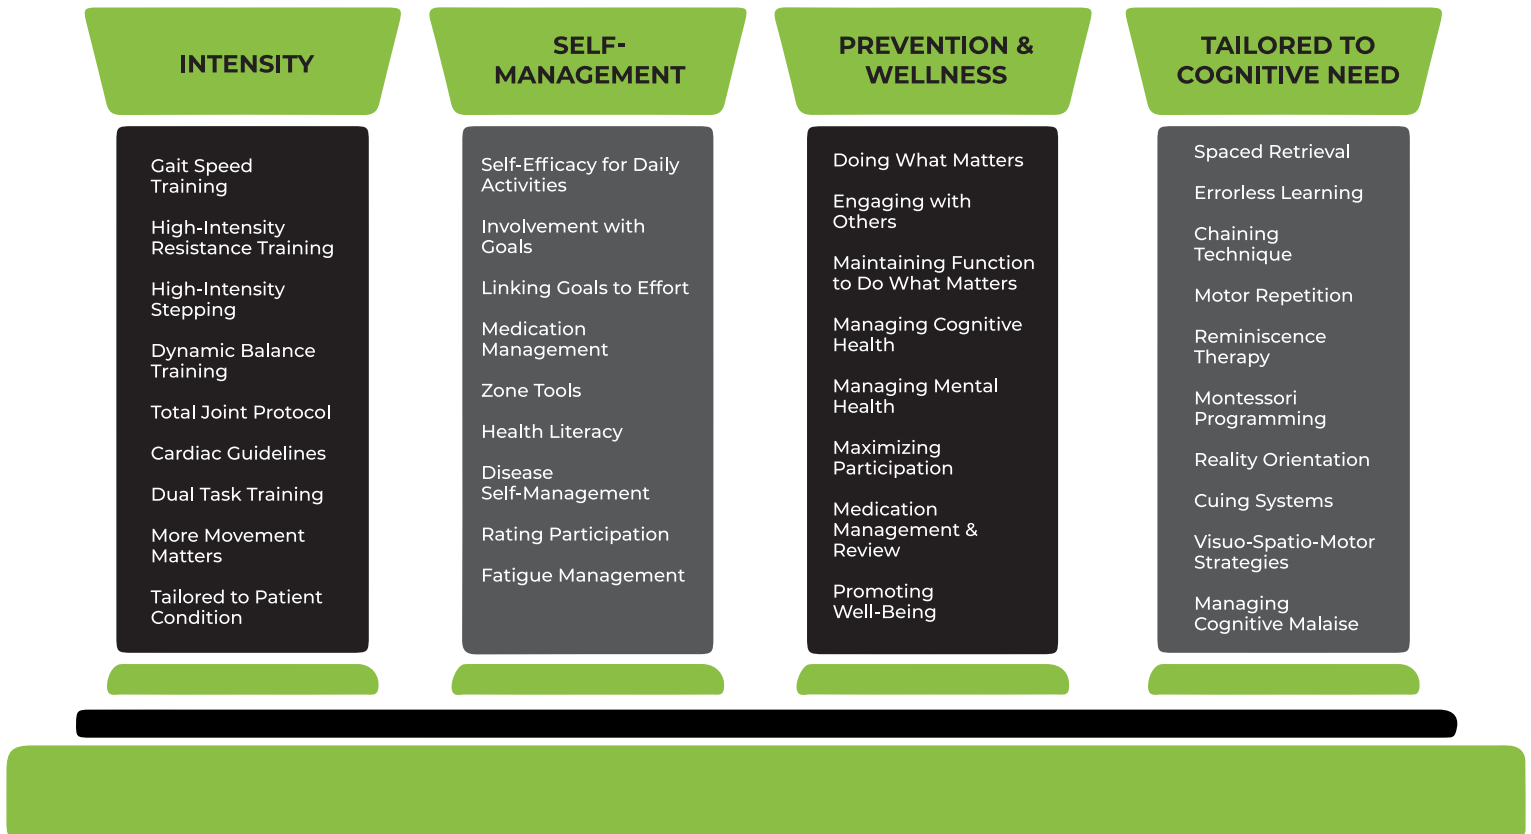 INTENSITY
Gait Speed
Training
High-Intensity
Resistance Training
High-Intensity
Stepping
Dynamic Balance
Training
Total Joint Protocol
Cardiac Guidelines
Dual Task Training
More Movement
Matters
Tailored to Patient
Condition
SELF-
MANAGEMENT
Self-Efficacy for Daily
Activities
Involvement with
Goals
Linking Goals to Effort
Medication
Management
Zone Tools
Health Literacy
Disease
Self-Management
Rating Participation
Fatigue Management
PREVENTION &
WELLNESS
Doing What Matters
Engaging with
Others
Maintaining Function
to Do What Matters
Managing Cognitive
Health
Managing Mental
Health
Maximizing
Participation
Medication
Management &
Review
Promoting
Well-Being
TAILORED TO
COGNITIVE NEED
Spaced Retrieval
Errorless Learning
Chaining
Technique
Motor Repetition
Reminiscence
Therapy
Montessori
Programming
Reality Orientation
Cuing Systems
Visuo-Spatio-Motor
Strategies
Managing
Cognitive Malaise